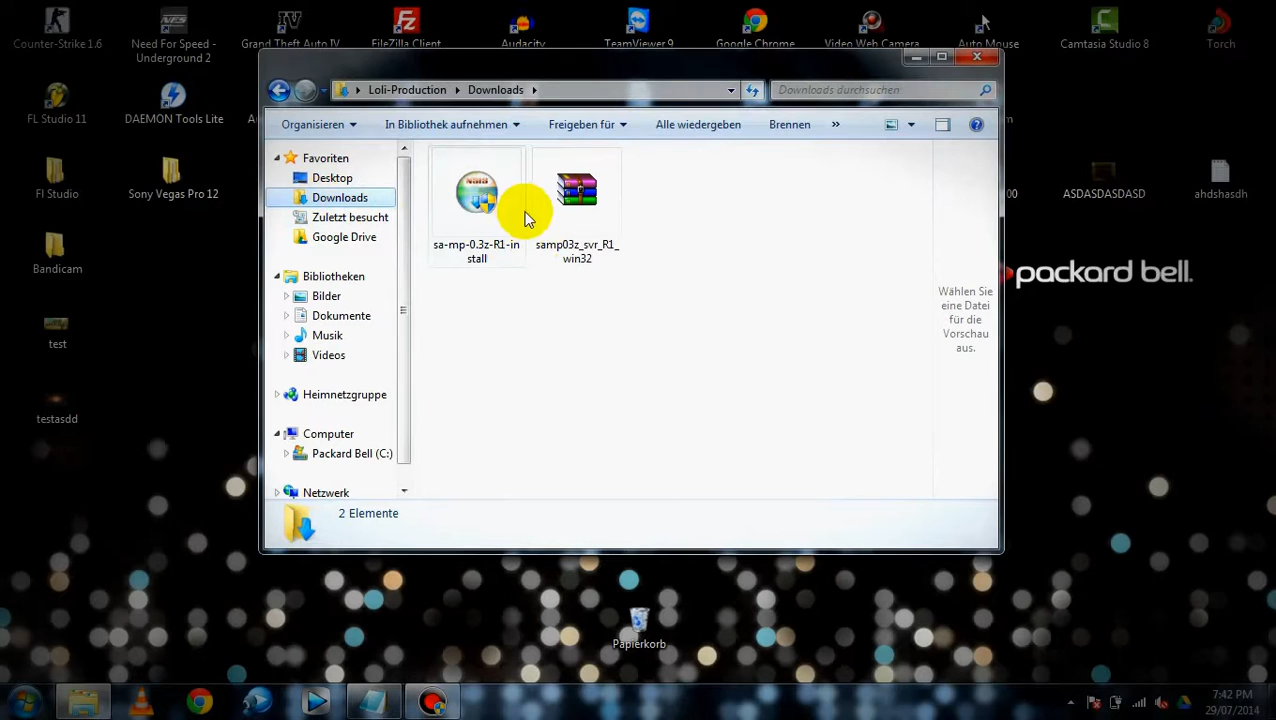 Counter-Strike 1.6
Need For Speed -
Underground 2
Grand Theft Auto IV
FileZilla Client
Audacity
TeamViewer 9
Google Chrome
Video Web Camera
Auto Mouse
Camtasia Studio 8
Torch
Loli-Production
Downloads
Downloads durchsuchen
FL Studio 11
DAEMON Tools Lite
Organisieren
In Bibliothek aufnehmen
Freigeben für
Alle wiedergeben
Brennen
»
Favoriten
Desktop
Downloads
Zuletzt besucht
Google Drive
NSIS
sa-mp-0.3z-R1-in
stall
samp03z_svr_R1_
win32
Fl Studio
Sony Vegas Pro 12
ASDASDASDASD
ahdshasdh
Bandicam
Bibliotheken
Bilder
Dokumente
Musik
Videos
packard bell.
Wählen Sie
eine Datei
für die
Vorschau
aus.
test
testasdd
Heimnetzgruppe
Computer
Packard Bell (C:)
Netzwerk
2 Elemente
Papierkorb
7:42 PM
29/07/2014